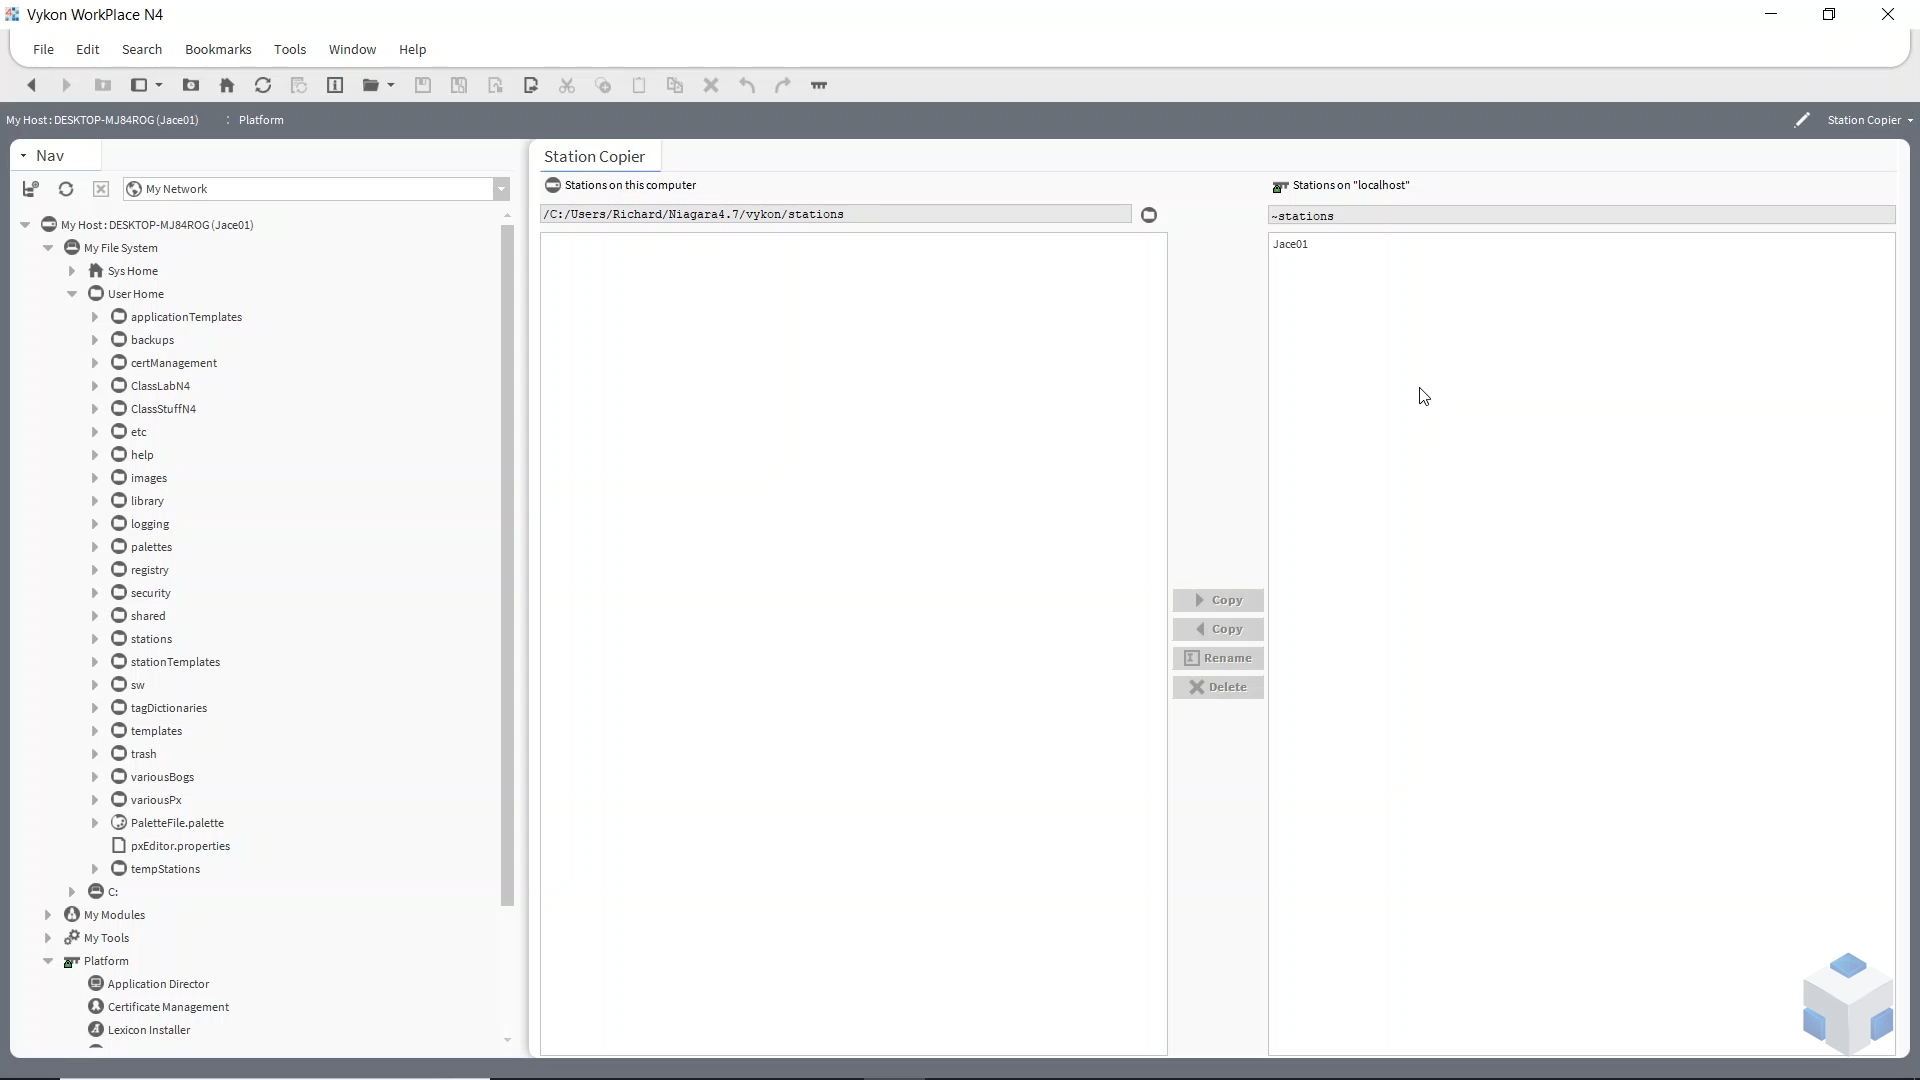 Vykon WorkPlace N4
File Edit Search Bookmarks Tools Window Help
My Host : DESKTOP-MJ84ROG (Jace01) : Platform
Station Copier
Nav
My Network
My Host : DESKTOP-MJ84ROG (Jace01)
My File System
Sys Home
User Home
applicationTemplates
backups
certManagement
ClassLabN4
ClassStuffN4
etc
help
images
library
logging
palettes
registry
security
shared
stations
stationTemplates
sw
tagDictionaries
templates
trash
variousBogs
variousPx
PaletteFile.palette
pxEditor.properties
tempStations
C:
My Modules
My Tools
Platform
Application Director
Certificate Management
Lexicon Installer
Station Copier
Stations on this computer
/C:/Users/Richard/Niagara4.7/vykon/stations
Copy
Copy
Rename
Delete
Stations on "localhost"
~stations
Jace01